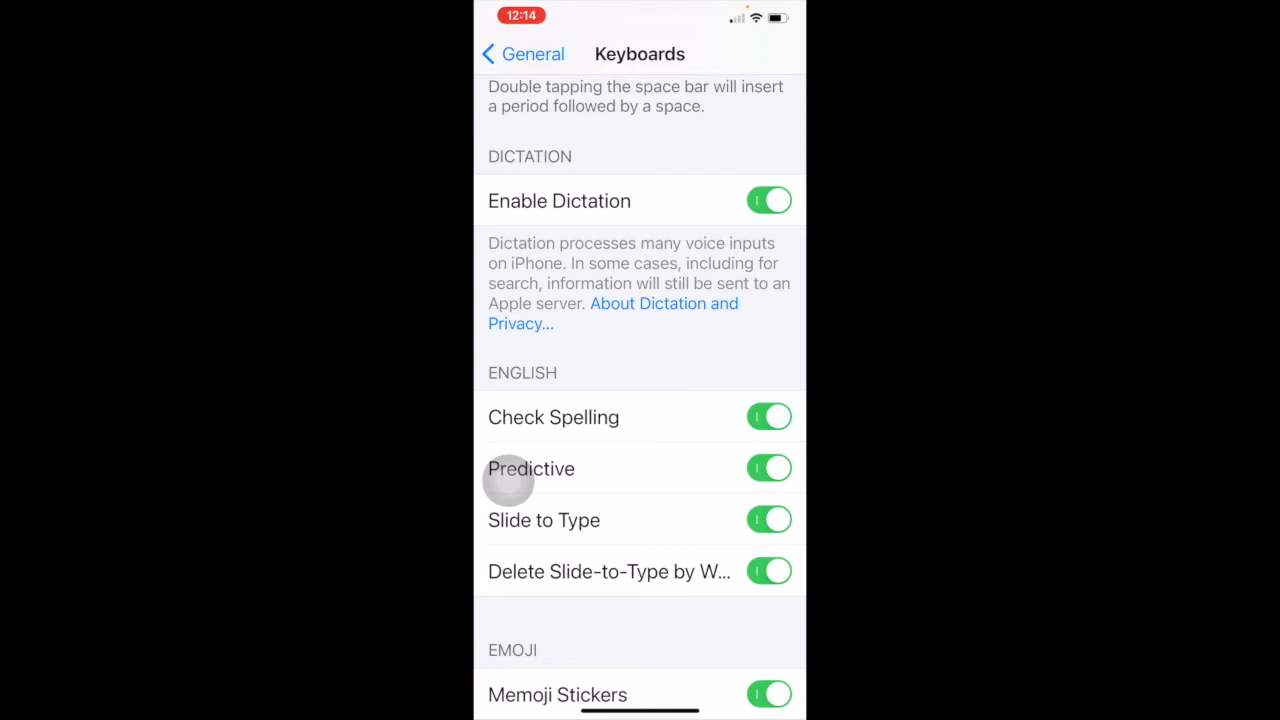 12:14
General
Keyboards
Double tapping the space bar will insert
a period followed by a space.
DICTATION
Enable Dictation
Dictation processes many voice inputs
on iPhone. In some cases, including for
search, information will still be sent to an
Apple server. About Dictation and
Privacy...
ENGLISH
Check Spelling
Predictive
Slide to Type
Delete Slide-to-Type by W...
EMOJI
Memoji Stickers